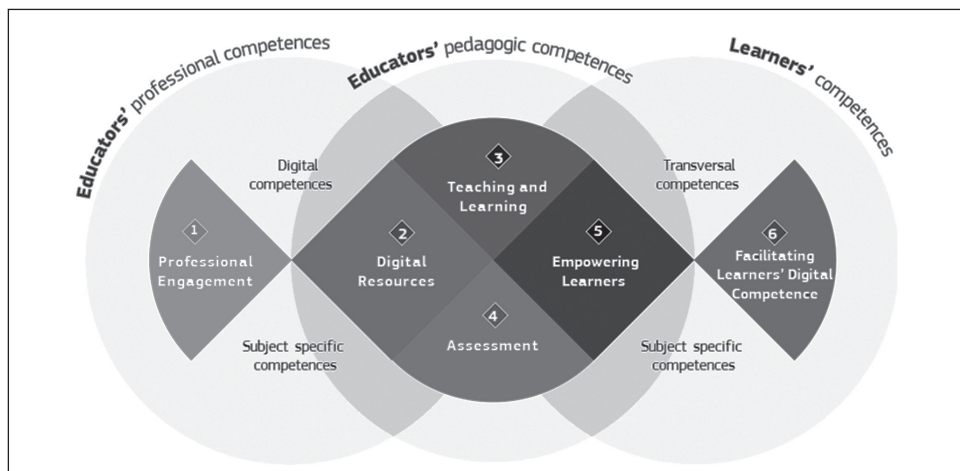 Educators' professional competences
Educators' pedagogic competences
Learners' competences
Digital
competences
Transversal
competences
3
Teaching and
Learning
1
Professional
Engagement
2
Digital
Resources
5
Empowering
Learners
6
Facilitating
Learners' Digital
Competence
4
Assessment
Subject specific
competences
Subject specific
competences